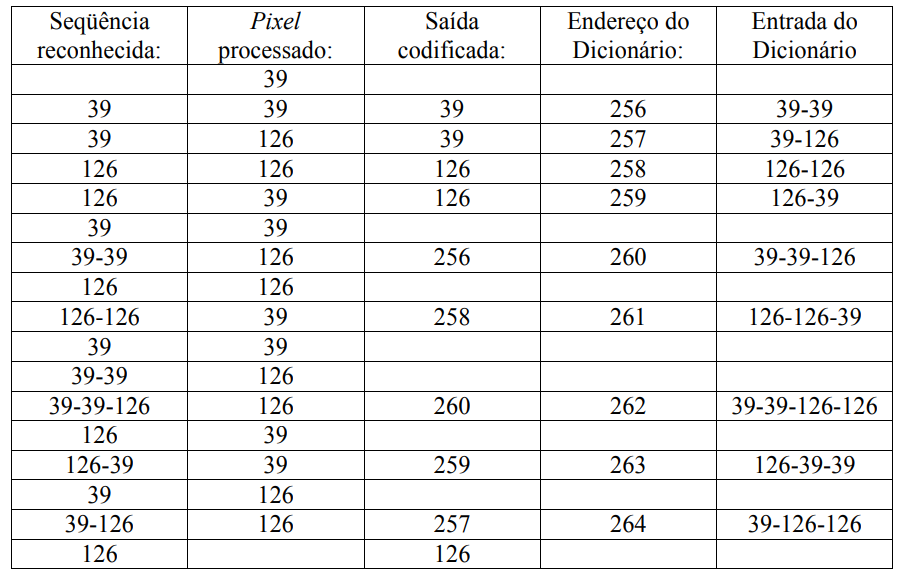 Seqüência reconhecida: Pixel processado: Saída codificada: Endereço do Dicionário: Entrada do Dicionário
39
39 39 39 256 39-39
39 126 39 257 39-126
126 126 126 258 126-126
126 39 126 259 126-39
39 39
39-39 126 256 260 39-39-126
126 126
126-126 39 258 261 126-126-39
39 39
39-39 126
39-39-126 126 260 262 39-39-126-126
126 39
126-39 39 259 263 126-39-39
39 126
39-126 126 257 264 39-126-126
126 126